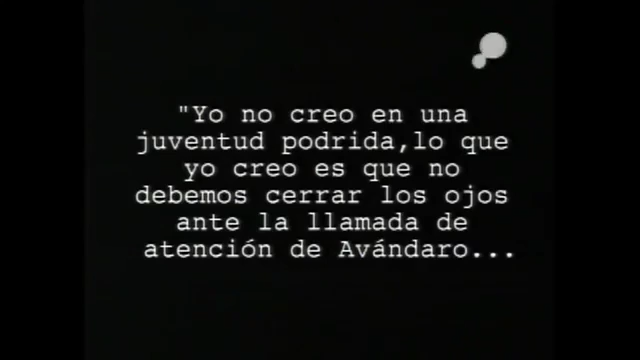 "Yo no creo en una
juventud podrida,lo que
yo creo es que no
debemos cerrar los ojos
ante la llamada de
atención de Avándaro...